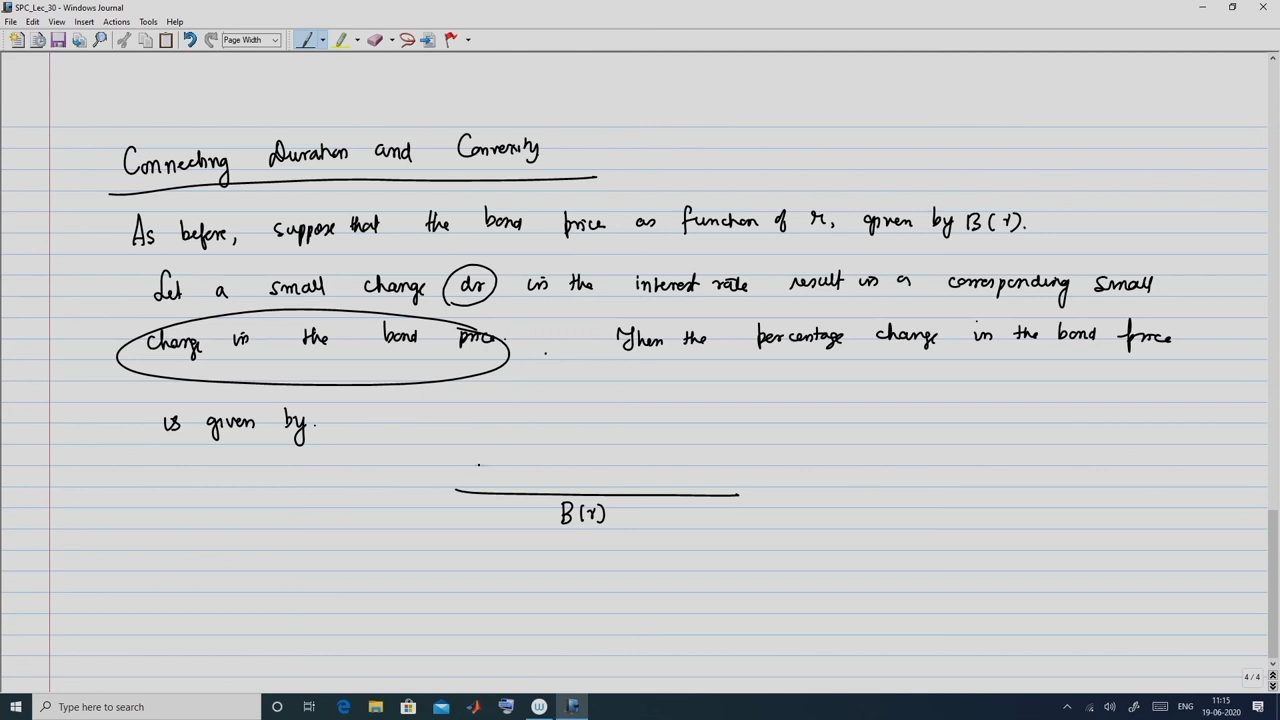 SPC_Lec_30 - Windows Journal
File Edit View Insert Actions Tools Help
Page Width
Connecting Duration and Convexity
As before, suppose that the bond price as function of r, given by B(r).
Let a small change dr in the interest rate result in a corresponding small
change in the bond price. Then the percentage change in the bond price
is given by.
B(r)
4/4
Type here to search
ENG
11:15
19-06-2020